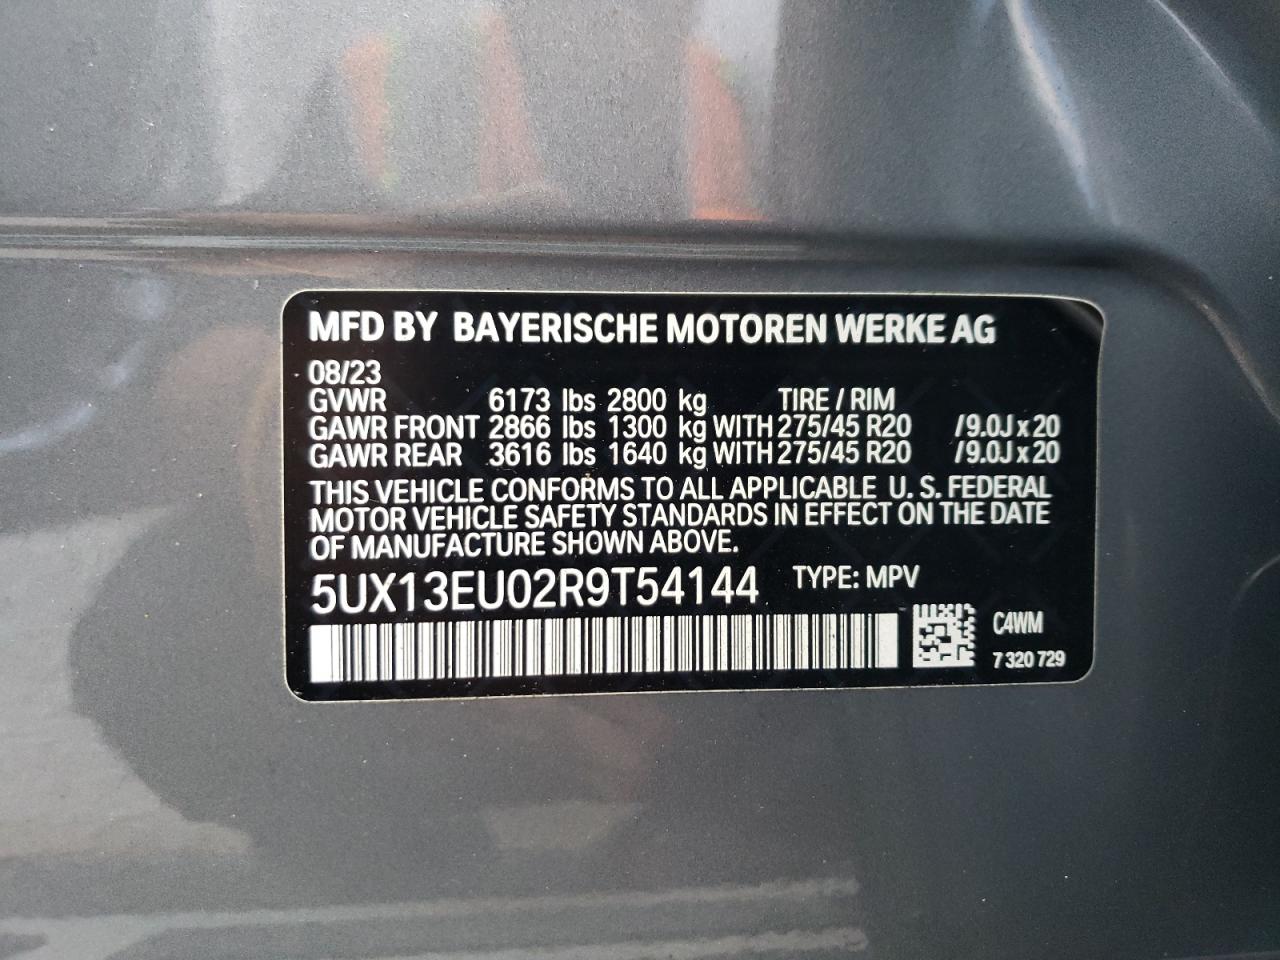 MFD BY BAYERISCHE MOTOREN WERKE AG
08/23
GVWR 6173 lbs 2800 kg TIRE / RIM
GAWR FRONT 2866 lbs 1300 kg WITH 275/45 R20 /9.0J x 20
GAWR REAR 3616 lbs 1640 kg WITH 275/45 R20 /9.0J x 20
THIS VEHICLE CONFORMS TO ALL APPLICABLE U. S. FEDERAL
MOTOR VEHICLE SAFETY STANDARDS IN EFFECT ON THE DATE
OF MANUFACTURE SHOWN ABOVE.
5UX13EU02R9T54144 TYPE: MPV
C4WM
7 320 729